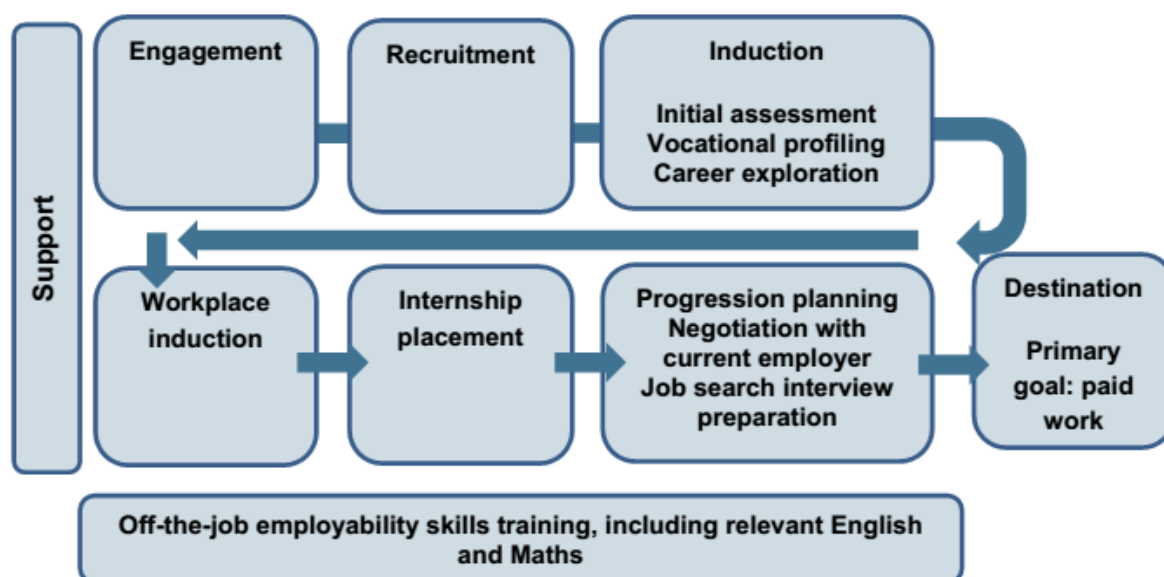 Support
Engagement
Recruitment
Induction
Initial assessment
Vocational profiling
Career exploration
Workplace
induction
Internship
placement
Progression planning
Negotiation with
current employer
Job search interview
preparation
Destination
Primary
goal: paid
work
Off-the-job employability skills training, including relevant English
and Maths